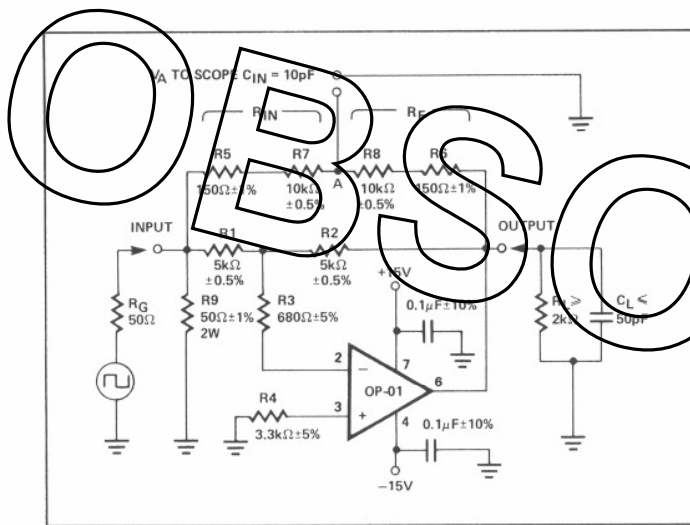 OBSO
VA TO SCOPE CIN = 10pF
RIN
RF
R5
150Ω±1%
R7
10kΩ
±0.5%
A
R8
10kΩ
±0.5%
R6
150Ω±1%
INPUT
R1
5kΩ
±0.5%
R2
5kΩ
±0.5%
OUTPUT
RG
50Ω
R9
50Ω±1%
2W
R3
680Ω±5%
+15V
0.1μF±10%
RL ≥
2kΩ
CL ≤
50pF
2
−
7
OP-01
6
R4
3.3kΩ±5%
3
+
4
0.1μF±10%
−15V